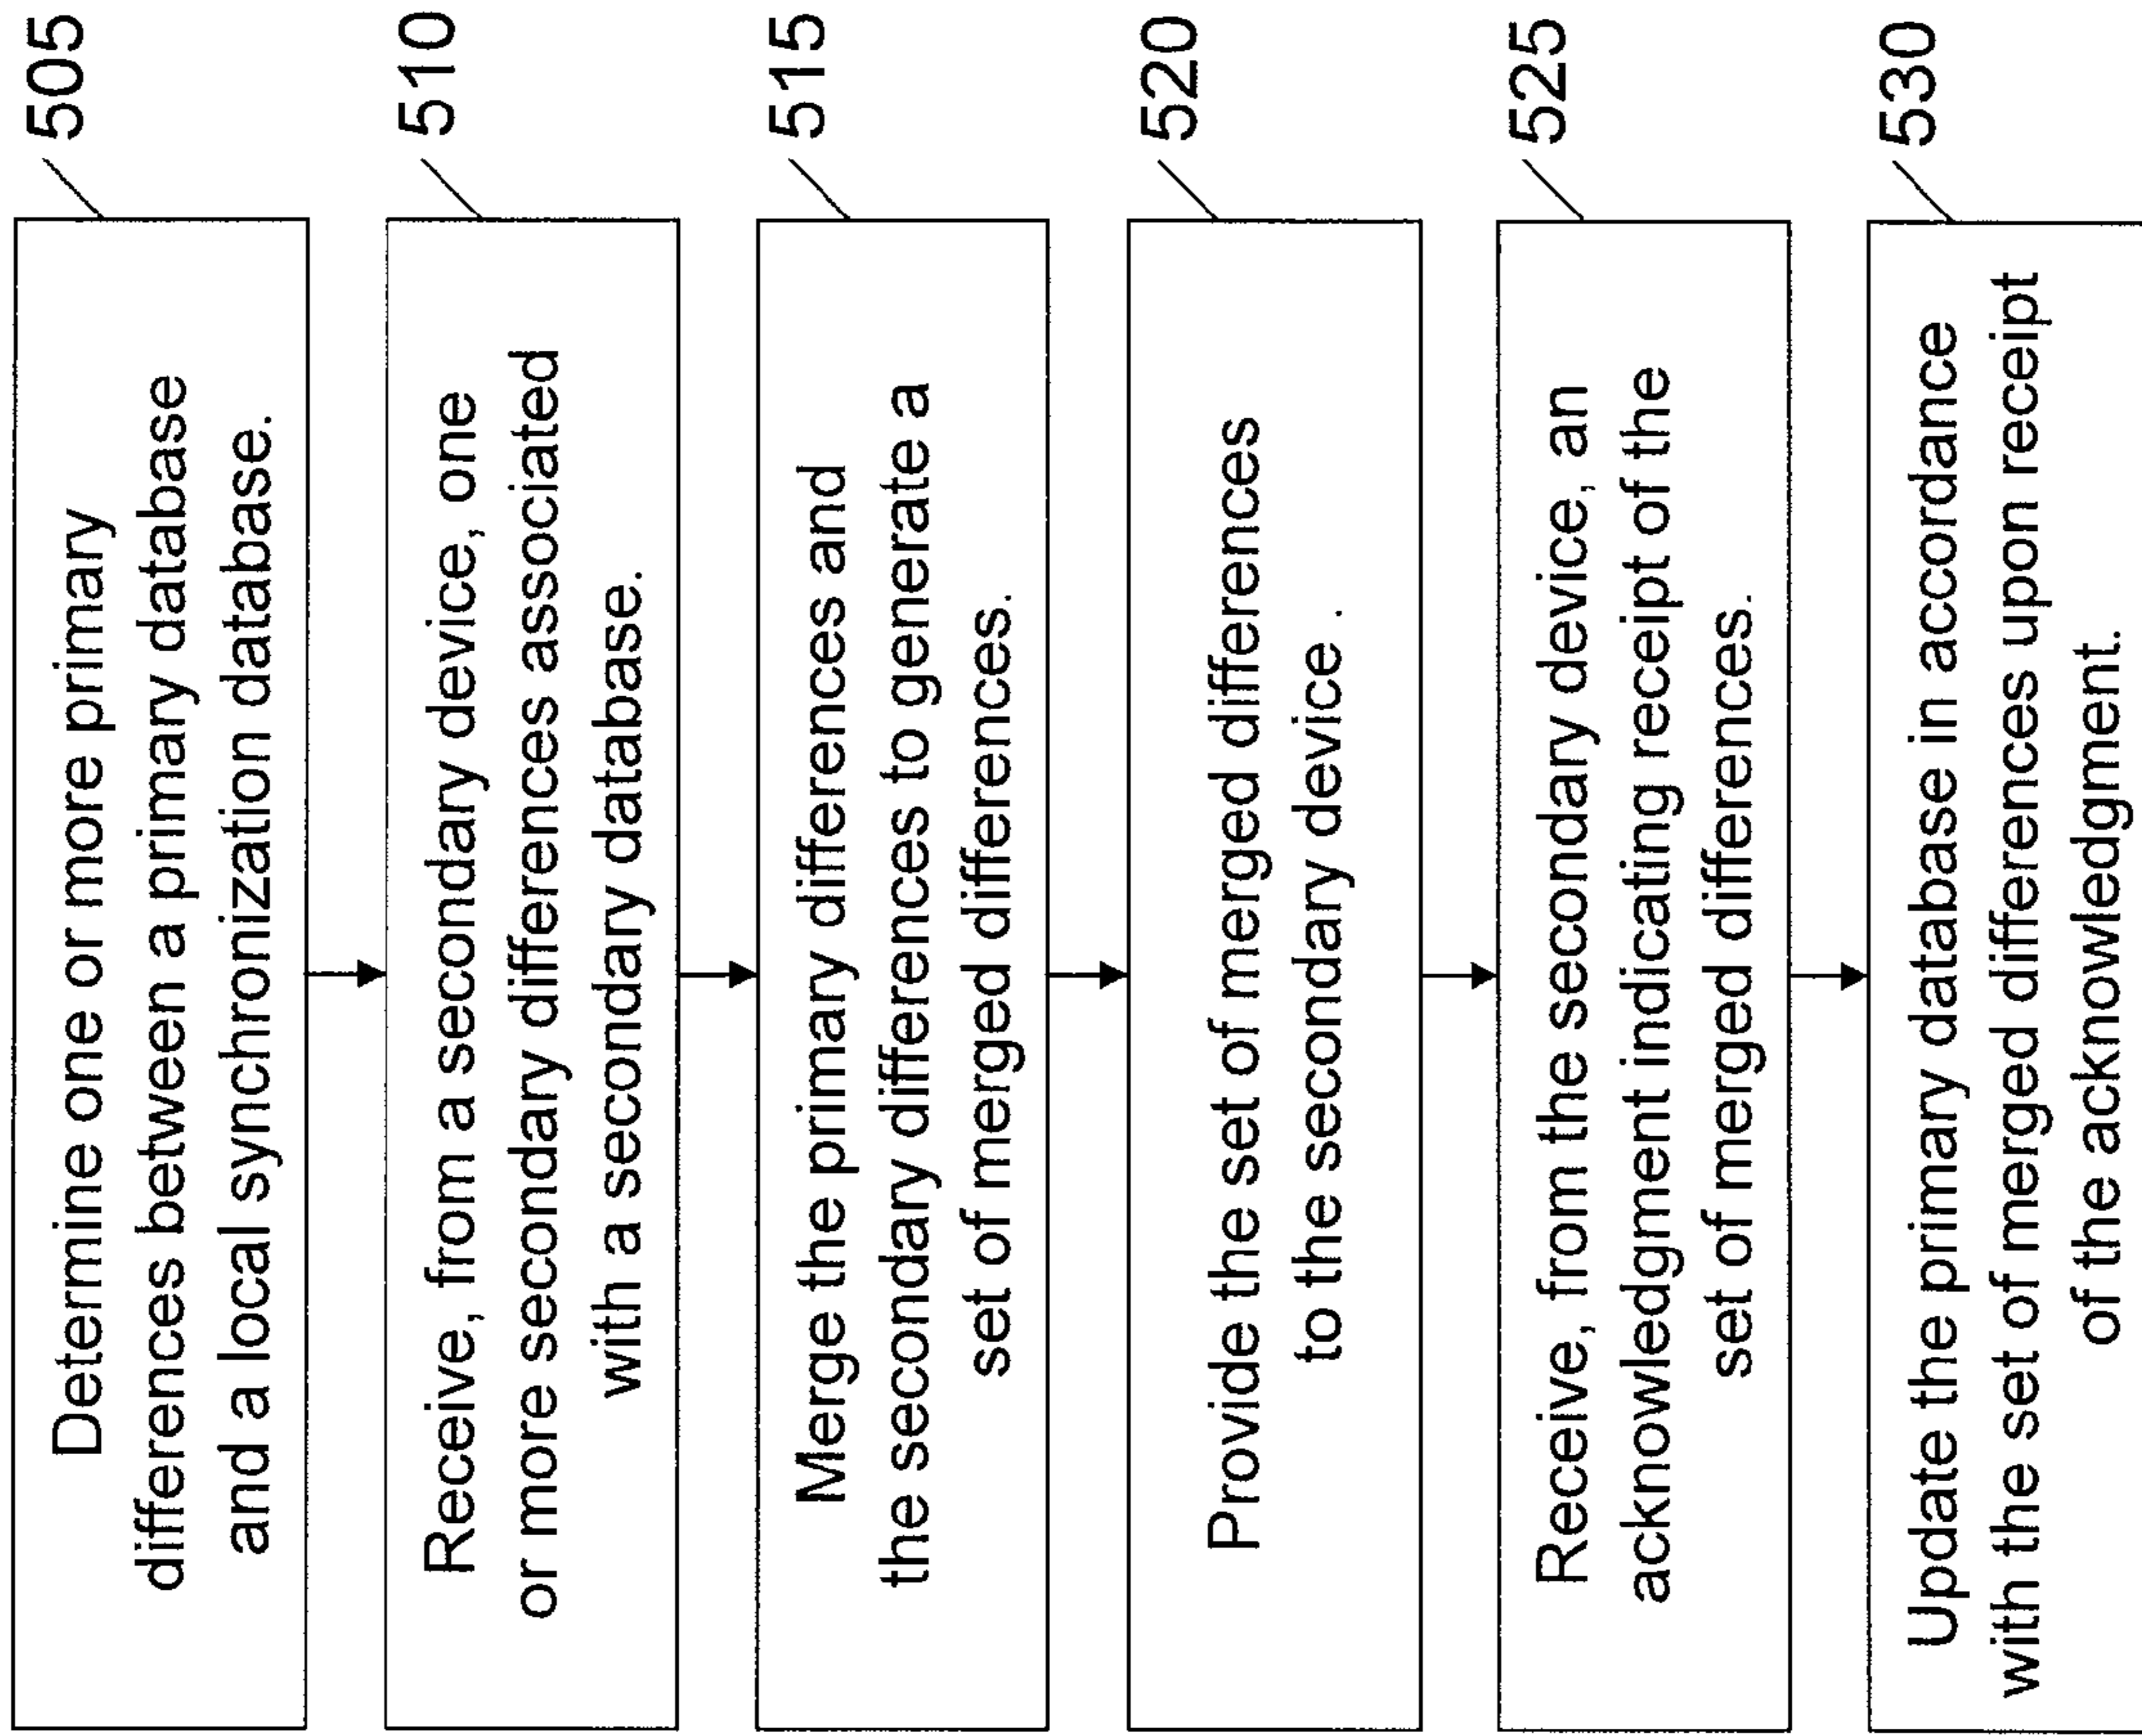 Determine one or more primary
differences between a primary database
and a local synchronization database.
505
Receive, from a secondary device, one
or more secondary differences associated
with a secondary database.
510
Merge the primary differences and
the secondary differences to generate a
set of merged differences.
515
Provide the set of merged differences
to the secondary device .
520
Receive, from the secondary device, an
acknowledgment indicating receipt of the
set of merged differences.
525
Update the primary database in accordance
with the set of merged differences upon receipt
of the acknowledgment.
530